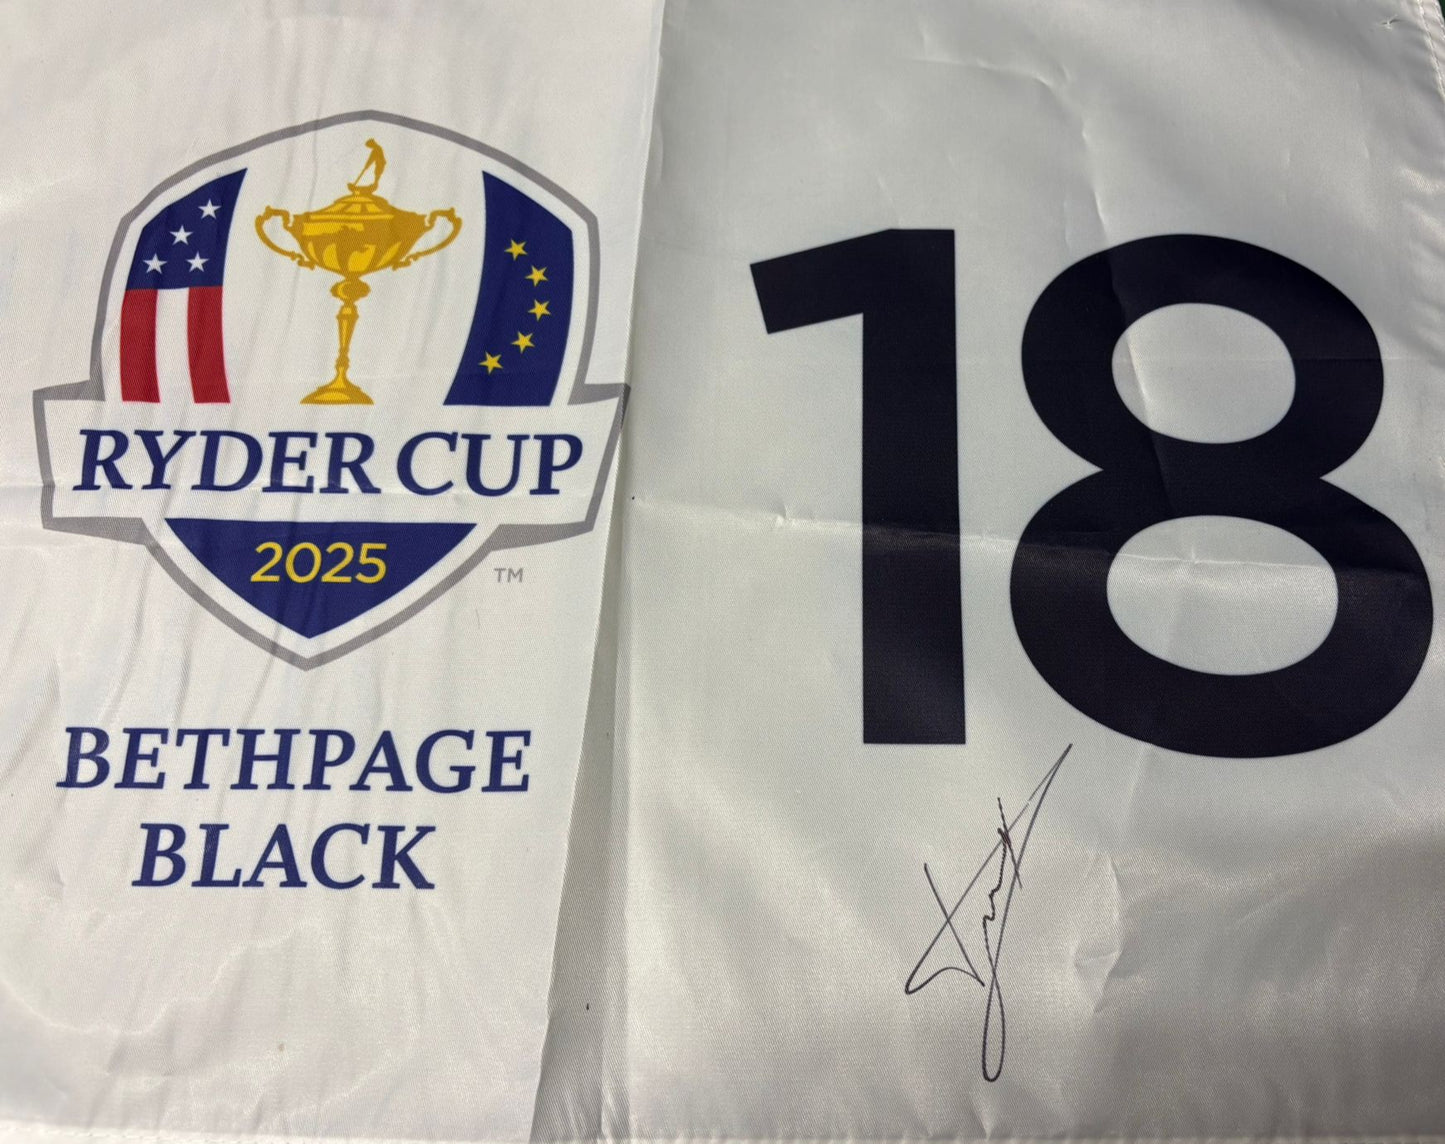 RYDER CUP
2025
TM
BETHPAGE
BLACK
18